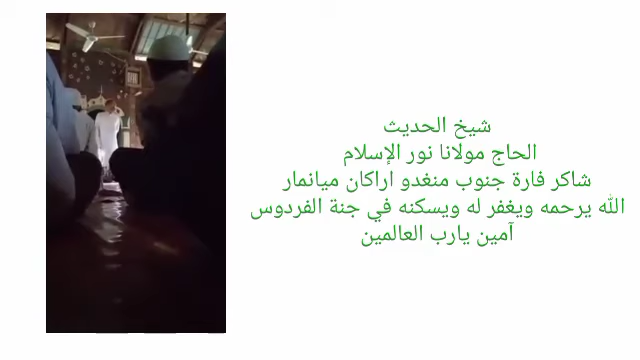 شيخ الحديث
الحاج مولانا نور الإسلام
شاكر فارة جنوب منغدو اراكان ميانمار
الله يرحمه ويغفر له ويسكنه في جنة الفردوس
آمين يارب العالمين